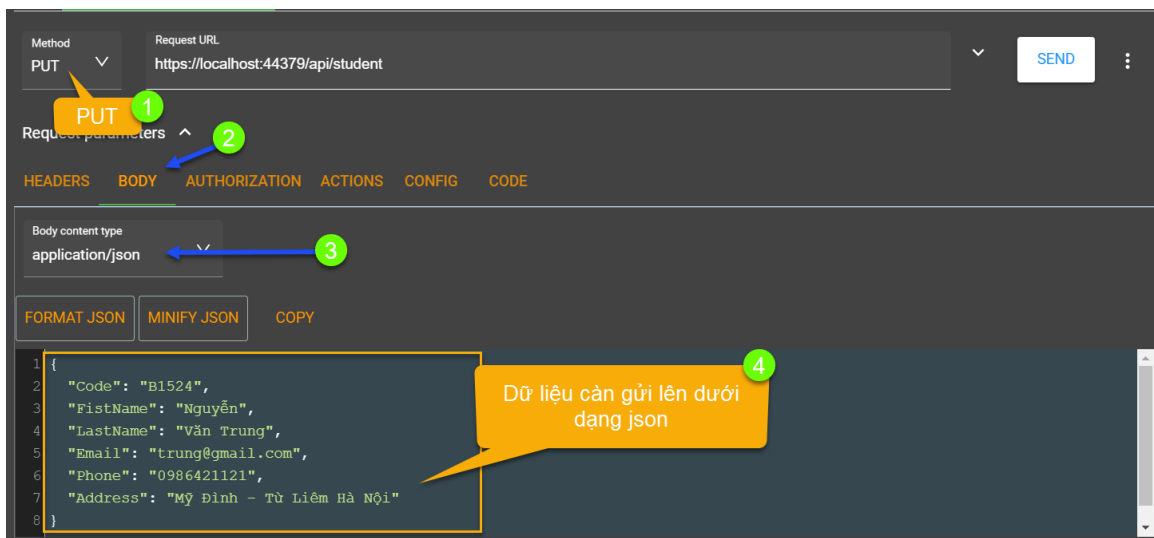 Method
Request URL
PUT
https://localhost:44379/api/student
SEND
PUT
1
Request parameters
2
HEADERS BODY AUTHORIZATION ACTIONS CONFIG CODE
Body content type
application/json
3
FORMAT JSON MINIFY JSON COPY
4
Dữ liệu càn gửi lên dưới
dạng json
1 {
2 "Code": "B1524",
3 "FistName": "Nguyễn",
4 "LastName": "Văn Trung",
5 "Email": "trung@gmail.com",
6 "Phone": "0986421121",
7 "Address": "Mỹ Đình - Từ Liêm Hà Nội"
8 }